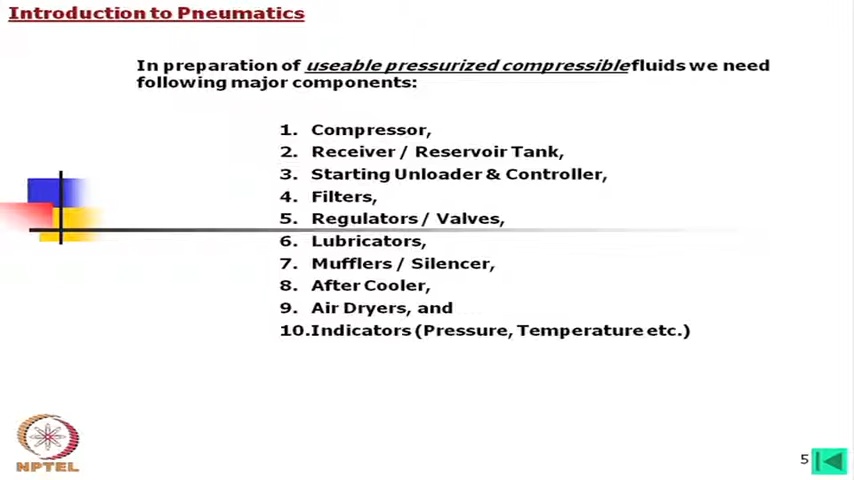 Introduction to Pneumatics
In preparation of useable pressurized compressible fluids we need
following major components:
1. Compressor,
2. Receiver / Reservoir Tank,
3. Starting Unloader & Controller,
4. Filters,
5. Regulators / Valves,
6. Lubricators,
7. Mufflers / Silencer,
8. After Cooler,
9. Air Dryers, and
10.Indicators (Pressure, Temperature etc.)
NPTEL
5